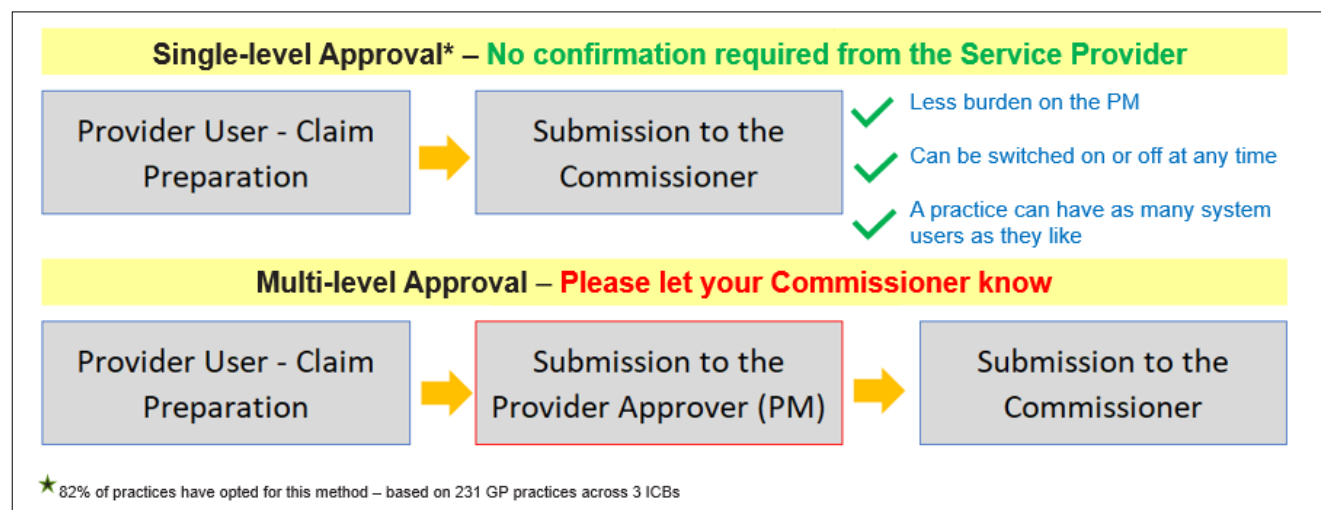 Single-level Approval* – No confirmation required from the Service Provider
Provider User - Claim
Preparation
Submission to the
Commissioner
Less burden on the PM
Can be switched on or off at any time
A practice can have as many system
users as they like
Multi-level Approval – Please let your Commissioner know
Provider User - Claim
Preparation
Submission to the
Provider Approver (PM)
Submission to the
Commissioner
82% of practices have opted for this method – based on 231 GP practices across 3 ICBs